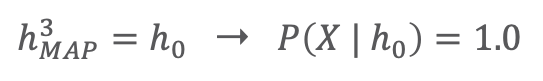 h³_MAP = h₀ → P(X | h₀) = 1.0